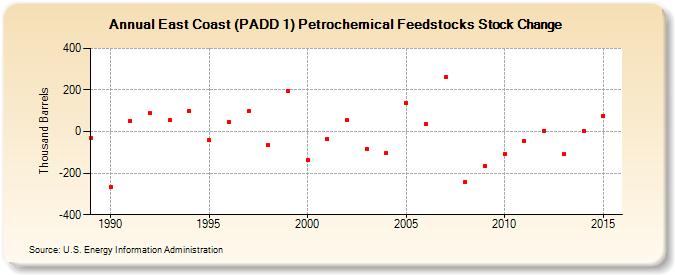 Annual East Coast (PADD 1) Petrochemical Feedstocks Stock Change
Thousand Barrels
400
200
0
-200
-400
1990 1995 2000 2005 2010 2015
Source: U.S. Energy Information Administration